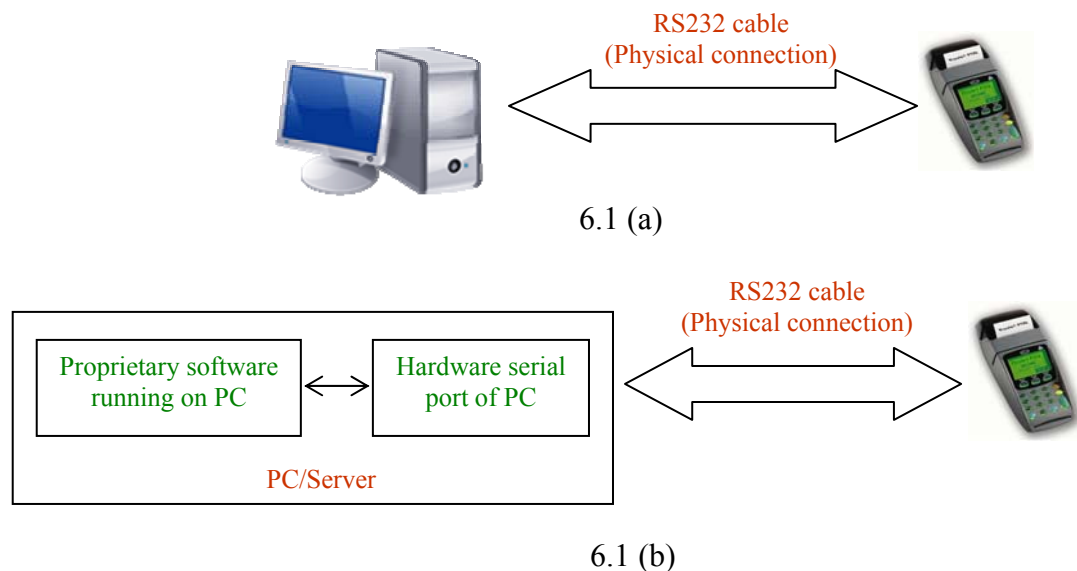 RS232 cable
(Physical connection)
6.1 (a)
RS232 cable
(Physical connection)
Proprietary software
running on PC
Hardware serial
port of PC
PC/Server
6.1 (b)